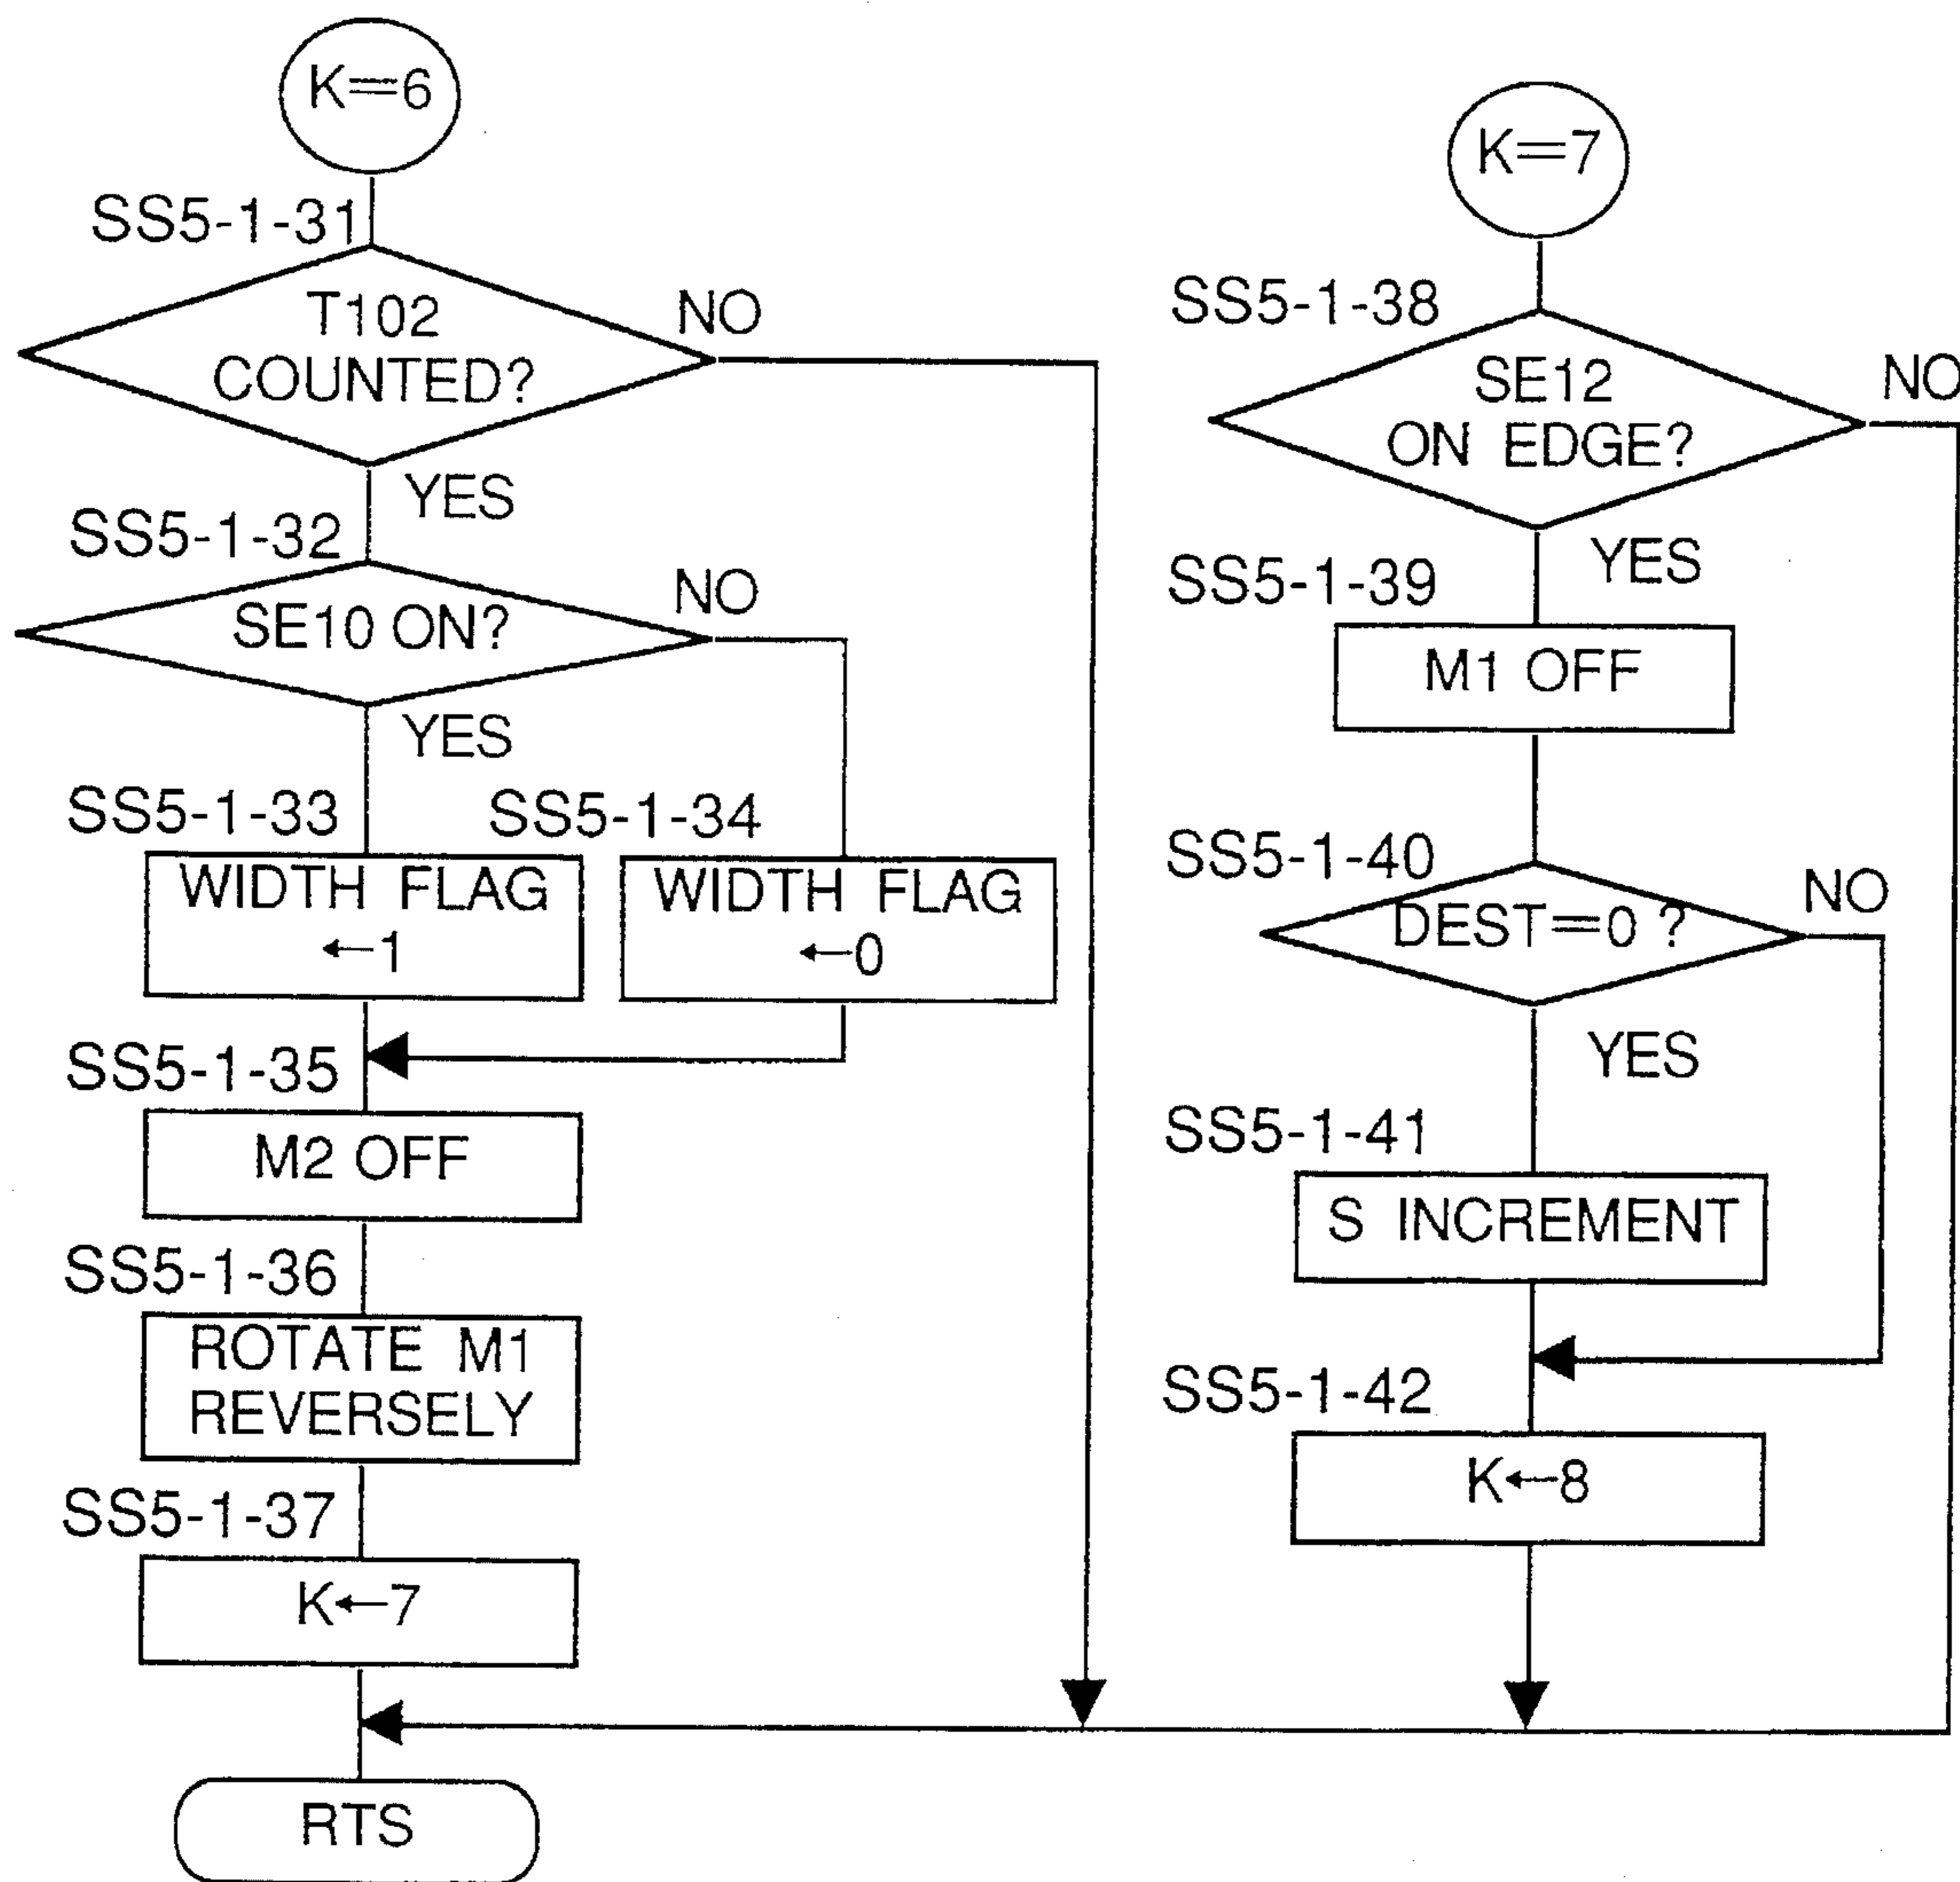 K=6
SS5-1-31
T102
COUNTED?
NO
YES
SS5-1-32
SE10 ON?
NO
YES
SS5-1-33
SS5-1-34
WIDTH FLAG
←1
WIDTH FLAG
←0
SS5-1-35
M2 OFF
SS5-1-36
ROTATE M1
REVERSELY
SS5-1-37
K←7
RTS
K=7
SS5-1-38
SE12
ON EDGE?
NO
YES
SS5-1-39
M1 OFF
SS5-1-40
DEST=0 ?
NO
YES
SS5-1-41
S INCREMENT
SS5-1-42
K←8